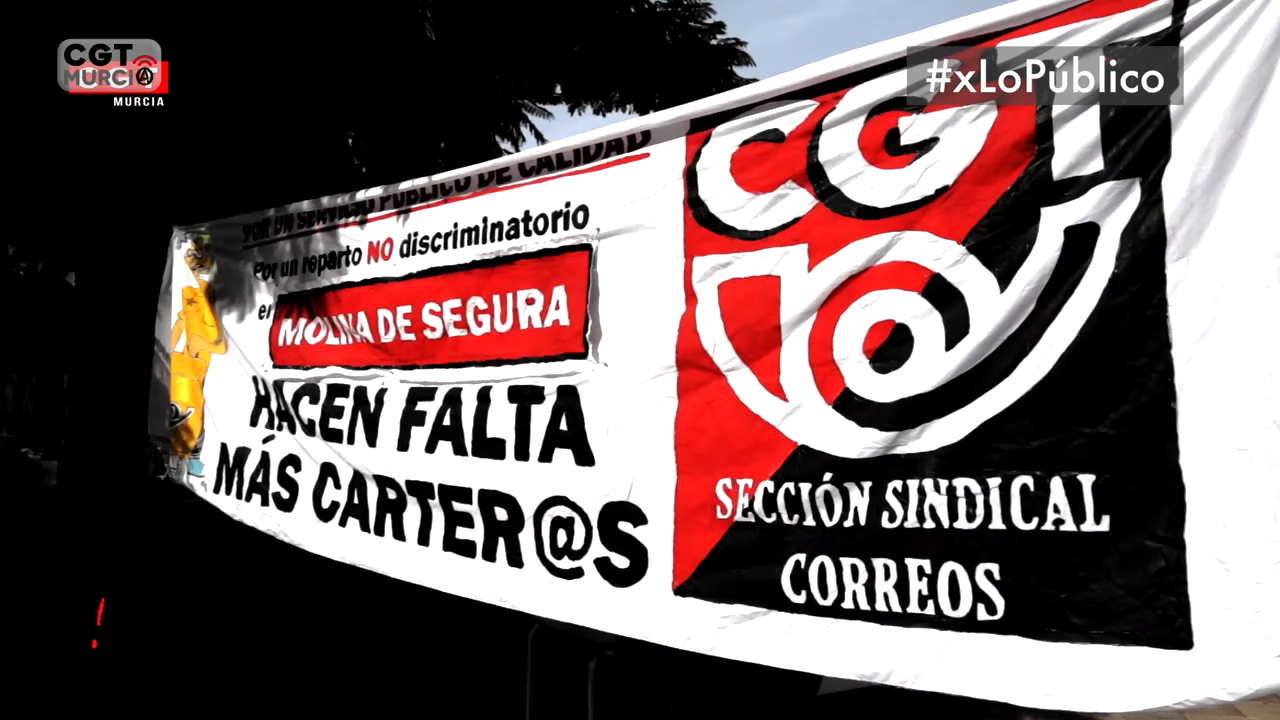 CGT
MURCIA
MURCIA
#xLoPúblico
POR UN SERVICIO PÚBLICO DE CALIDAD
Por un reparto NO discriminatorio
en MOLINA DE SEGURA
HACEN FALTA
MÁS CARTER@S
CGT
SECCIÓN SINDICAL
CORREOS